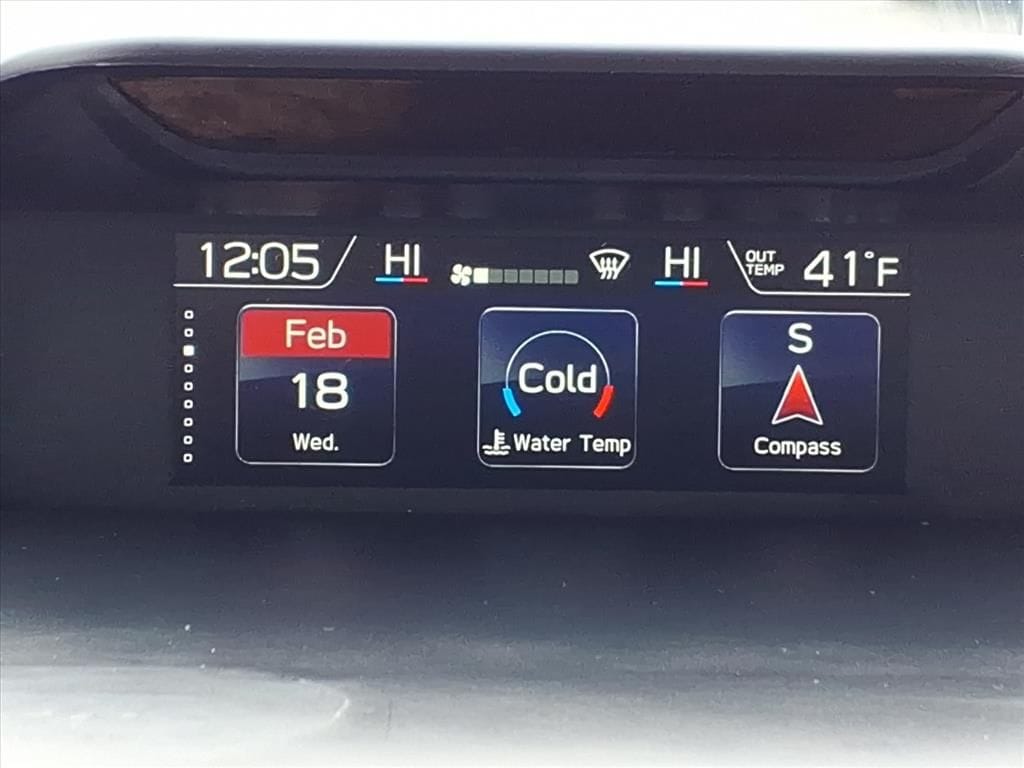 12:05
HI
HI
OUT
TEMP
41°F
Feb
18
Wed.
Cold
Water Temp
S
Compass